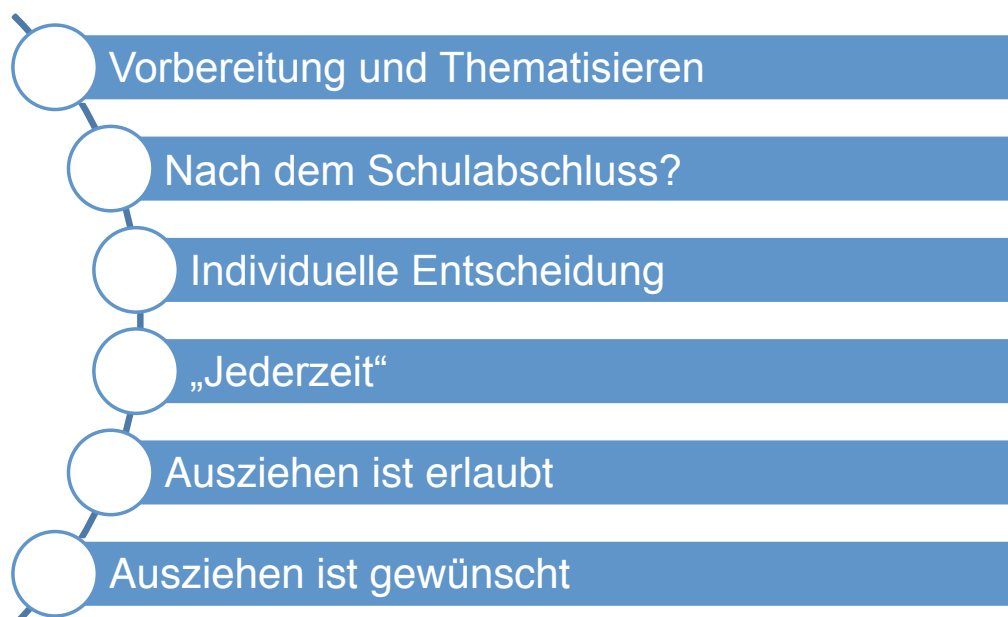 Vorbereitung und Thematisieren
Nach dem Schulabschluss?
Individuelle Entscheidung
„Jederzeit“
Ausziehen ist erlaubt
Ausziehen ist gewünscht